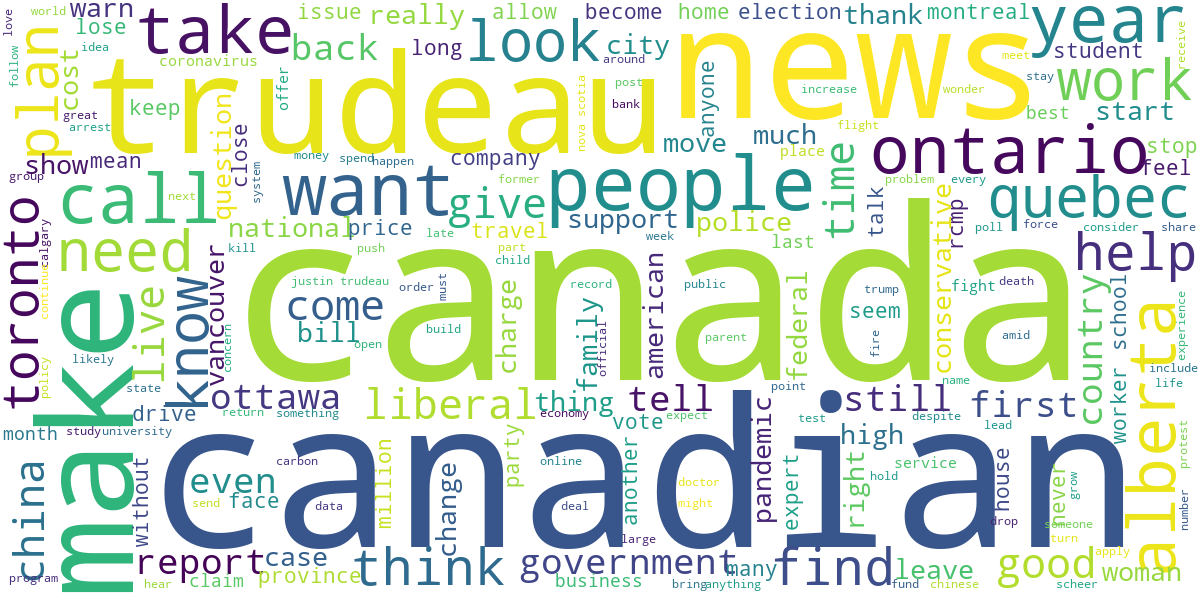 love
world
warn
take
issue
really
allow
become
home
election
thank
montreal
year
lose
idea
back
long
look
city
student
follow
plan
cost
coronavirus
trudeau
offer
around
news
meet
receive
great
arrest
keep
nova scotia
post
bank
anyone
increase
wonder
stay
work
best
start
show
mean
question
close
company
move
much
flight
place
ontario
stop
feel
group
call
next
system
money
spend
happen
want
give
people
support
former
police
time
talk
problem
every
conservative
rcmp
quebec
toronto
calgary
need
national
price
travel
late
week
last
poll
force
consider
share
kill
push
part
child
help
continue
live
know
vancouver
canada
justin trudeau
order
must
record
public
trump
fight
death
come
charge
family
american
federal
seem
country
school
experience
bill
open
build
official
parent
fire
amid
likely
concern
alberta
policy
state
ottawa
liberal
thing
tell
point
still
name
first
worker
include
life
make
drive
return
something
economy
vote
expect
test
despite
lead
month
study
university
canadian
high
protest
china
without
even
carbon
million
change
party
online
another
pandemic
expert
right
service
hold
house
never
grow
send
face
data
deal
doctor
might
drop
someone
number
large
turn
report
case
think
government
many
find
leave
good
apply
woman
program
hear
claim
province
business
bring
anything
fund
chinese
scheer